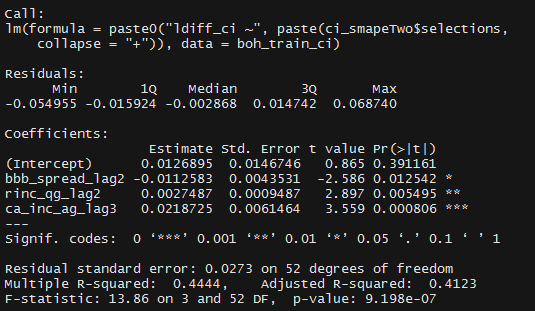 Call:
lm(formula = paste0("ldiff_ci ~", paste(ci_smapeTwo$selections,
    collapse = "+")), data = boh_train_ci)
Residuals:
      Min        1Q    Median        3Q       Max
-0.054955 -0.015924 -0.002868  0.014742  0.068740
Coefficients:
                  Estimate Std. Error t value Pr(>|t|)
(Intercept)      0.0126895  0.0146746   0.865 0.391161
bbb_spread_lag2 -0.0112583  0.0043531  -2.586 0.012542 *
rinc_qg_lag2     0.0027487  0.0009487   2.897 0.005495 **
ca_inc_ag_lag3   0.0218725  0.0061464   3.559 0.000806 ***
---
Signif. codes:  0 ‘***’ 0.001 ‘**’ 0.01 ‘*’ 0.05 ‘.’ 0.1 ‘ ’ 1
Residual standard error: 0.0273 on 52 degrees of freedom
Multiple R-squared:  0.4444,    Adjusted R-squared:  0.4123
F-statistic: 13.86 on 3 and 52 DF,  p-value: 9.198e-07